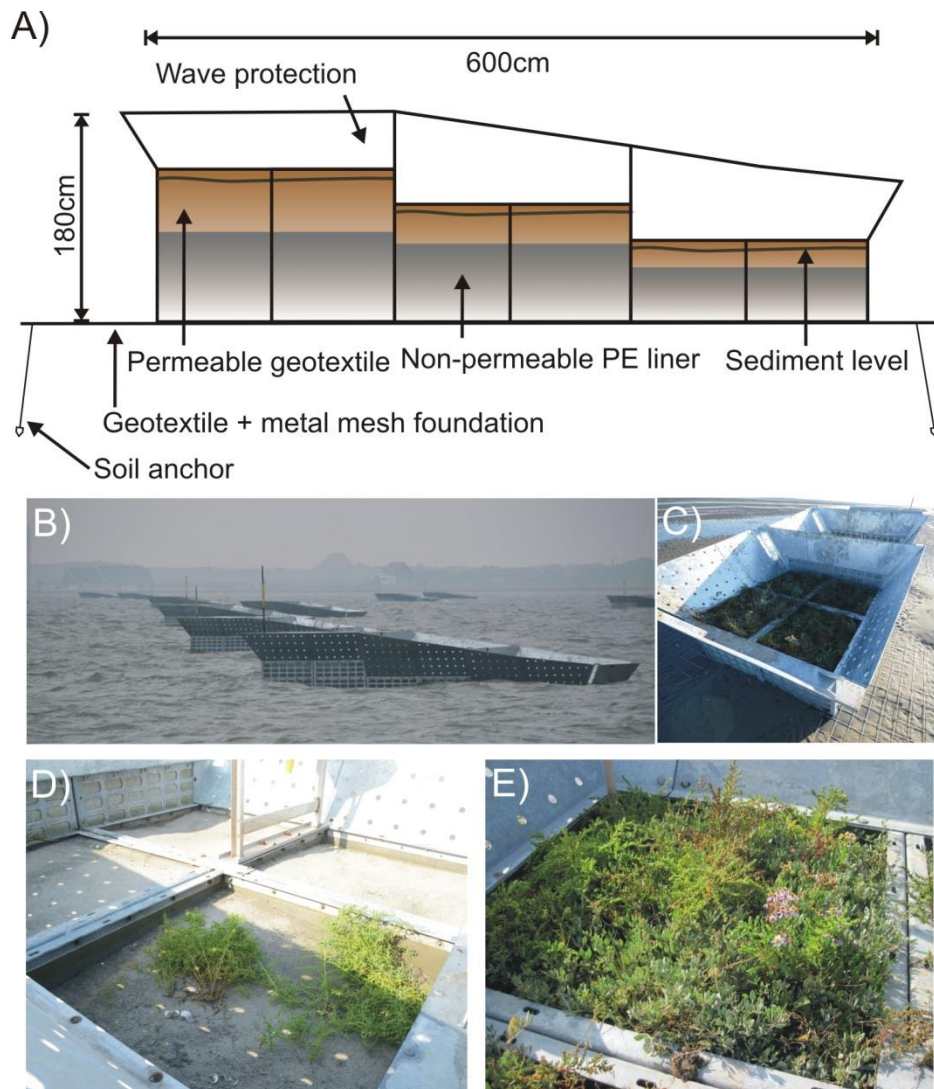 A)
600cm
Wave protection
180cm
Permeable geotextile
Non-permeable PE liner
Sediment level
Geotextile + metal mesh foundation
Soil anchor
B)
C)
D)
E)